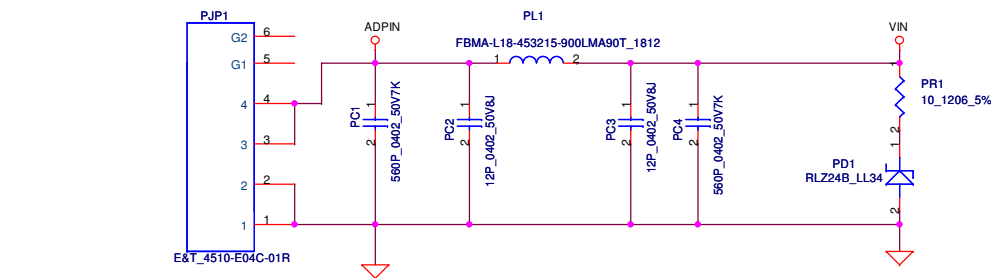 PJP1
PL1
ADPIN
VIN
FBMA-L18-453215-900LMA90T_1812
G2 6
G1 5
1 2
1
4 4
3 3
2 2
1 1
PR1
10_1206_5%
2
1
PC1
1
2
560P_0402_50V7K
PC2
1
2
12P_0402_50V8J
PC3
1
2
12P_0402_50V8J
PC4
1
2
560P_0402_50V7K
PD1
RLZ24B_LL34
2
E&T_4510-E04C-01R